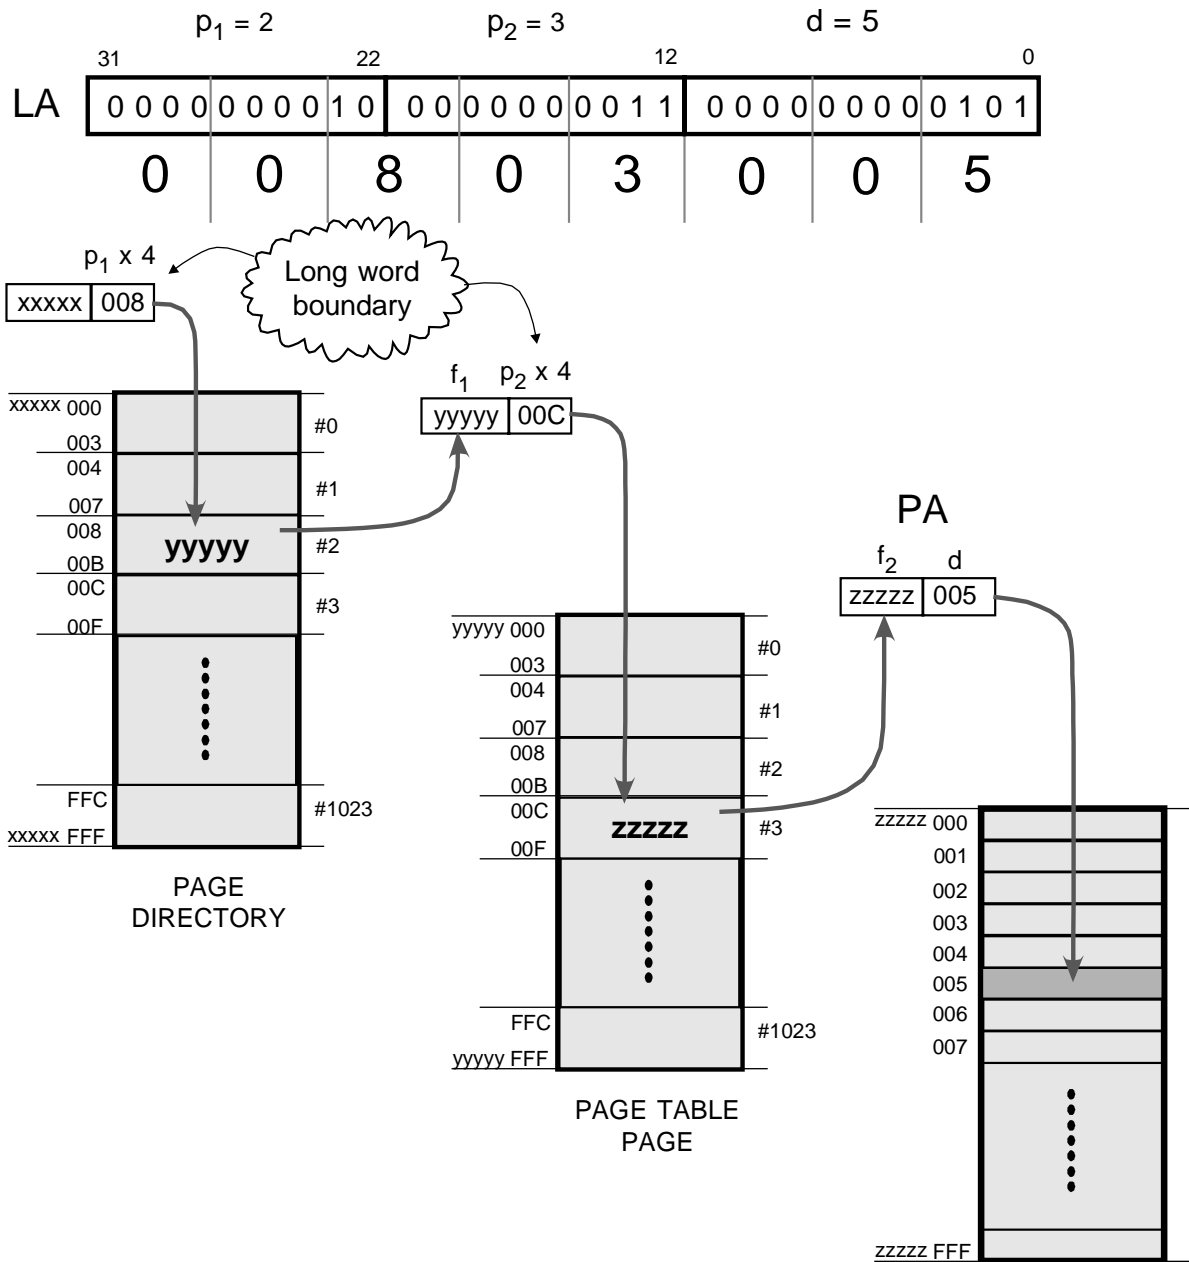 p1 = 2 p2 = 3 d = 5
31 22 12 0
LA 0 0 0 0 0 0 0 0 1 0 0 0 0 0 0 0 0 0 1 1 0 0 0 0 0 0 0 0 0 1 0 1
0 0 8 0 3 0 0 5
p1 x 4
xxxxx 008
Long word
boundary
f1 p2 x 4
yyyyy 00C
xxxxx 000
003
#0
004
007
#1
008
00B
yyyyy
#2
00C
00F
#3
FFC
xxxxx FFF
#1023
PAGE
DIRECTORY
yyyyy 000
003
#0
004
007
#1
008
00B
#2
00C
00F
zzzzz
#3
FFC
yyyyy FFF
#1023
PAGE TABLE
PAGE
PA
f2 d
zzzzz 005
zzzzz 000
001
002
003
004
005
006
007
zzzzz FFF